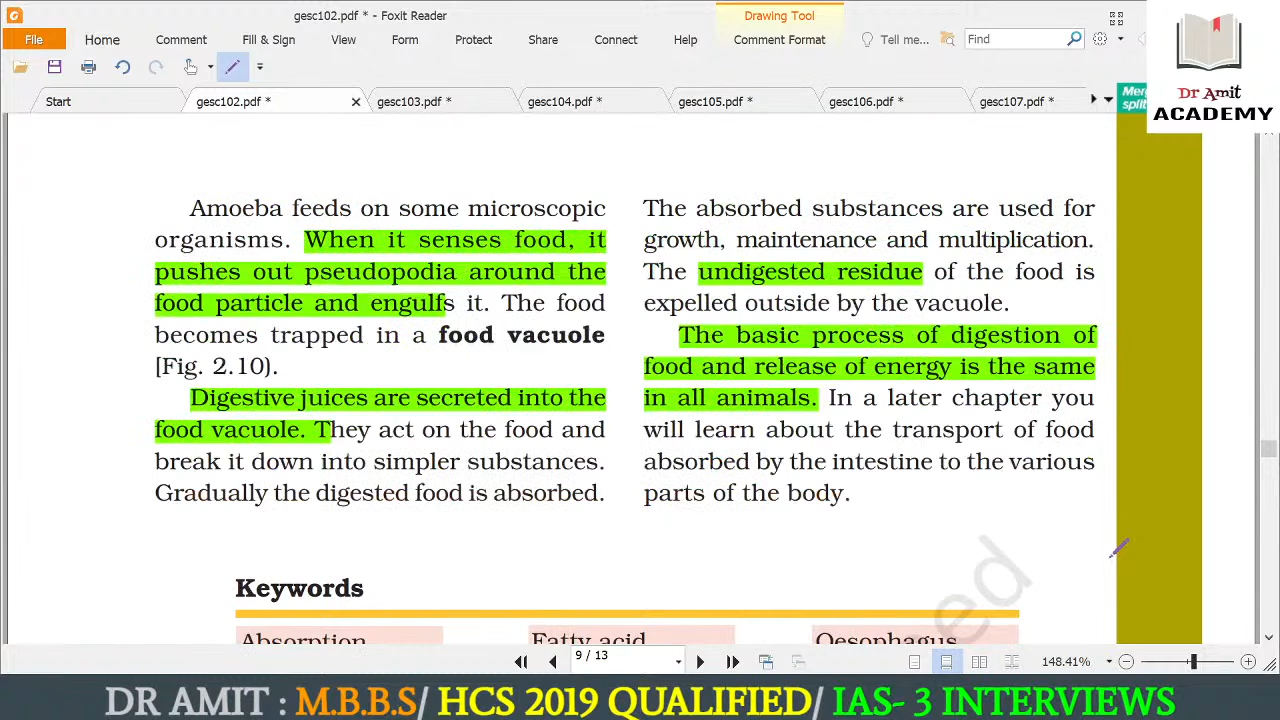 gesc102.pdf * - Foxit Reader
Drawing Tool
File Home Comment Fill & Sign View Form Protect Share Connect Help Comment Format Tell me... Find
Start gesc102.pdf * gesc103.pdf * gesc104.pdf * gesc105.pdf * gesc106.pdf * gesc107.pdf *
Dr Amit
ACADEMY
Amoeba feeds on some microscopic
organisms. When it senses food, it
pushes out pseudopodia around the
food particle and engulfs it. The food
becomes trapped in a food vacuole
[Fig. 2.10).
Digestive juices are secreted into the
food vacuole. They act on the food and
break it down into simpler substances.
Gradually the digested food is absorbed.
The absorbed substances are used for
growth, maintenance and multiplication.
The undigested residue of the food is
expelled outside by the vacuole.
The basic process of digestion of
food and release of energy is the same
in all animals. In a later chapter you
will learn about the transport of food
absorbed by the intestine to the various
parts of the body.
Keywords
Absorption Fatty acid Oesophagus
9 / 13
148.41%
DR AMIT : M.B.B.S/ HCS 2019 QUALIFIED/ IAS- 3 INTERVIEWS